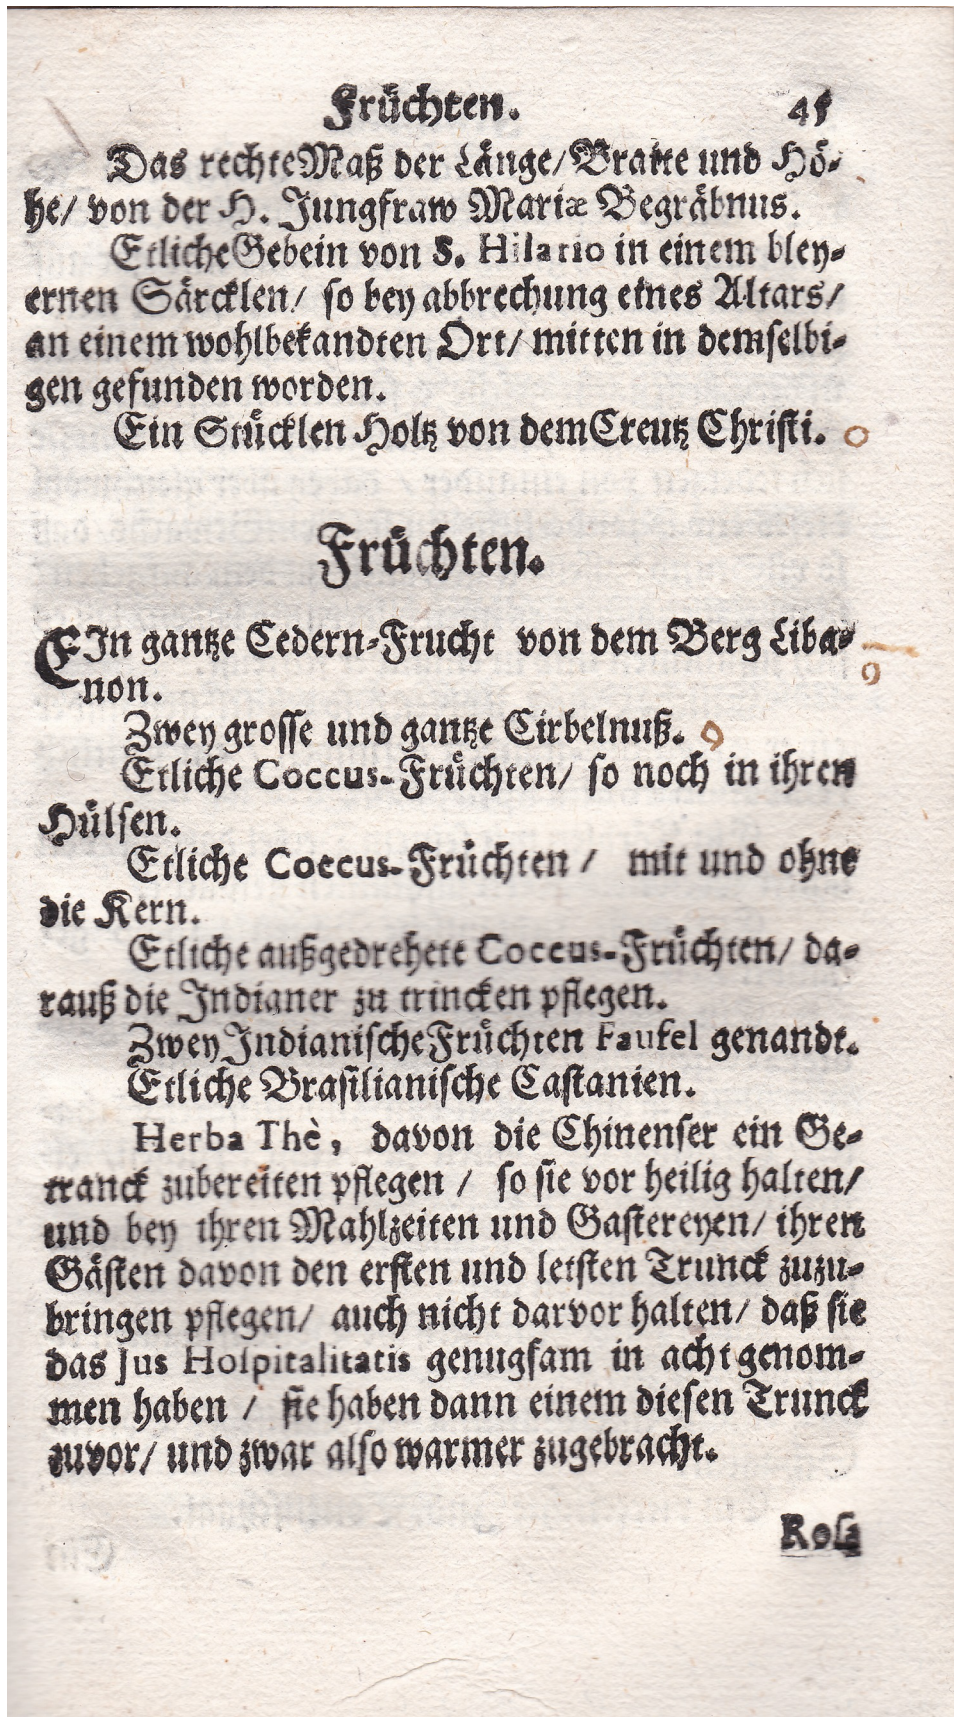 Früchten. 45
Das rechte Maß der Länge/ Braite und Hö-
he/ von der H. Jungfraw Mariæ Begräbnus.
Etliche Gebein von S. Hilario in einem bley-
ernen Särcklen/ so bey abbrechung eines Altars/
an einem wohlbekandten Ort/ mitten in demselbi-
gen gefunden worden.
Ein Stücklen Holtz von dem Creutz Christi.
Früchten.
EIn gantze Cedern-Frucht von dem Berg Liba-
non.
Zwey grosse und gantze Cirbelnuß.
Etliche Coccus-Früchten/ so noch in ihren
Hülsen.
Etliche Coccus-Früchten / mit und ohne
die Kern.
Etliche außgedrehete Coccus-Früchten/ da-
rauß die Indianer zu trincken pflegen.
Zwey Indianische Früchten Faufel genandt.
Etliche Brasilianische Castanien.
Herba Thè, davon die Chinenser ein Ge-
tranck zubereiten pflegen / so sie vor heilig halten/
und bey ihren Mahlzeiten und Gastereyen/ ihren
Gästen davon den ersten und letsten Trunck zuzu-
bringen pflegen/ auch nicht darvor halten/ daß sie
das Jus Hospitalitatis genugsam in acht genom-
men haben / sie haben dann einem diesen Trunck
zuvor/ und zwar also warmer zugebracht.
Rosa